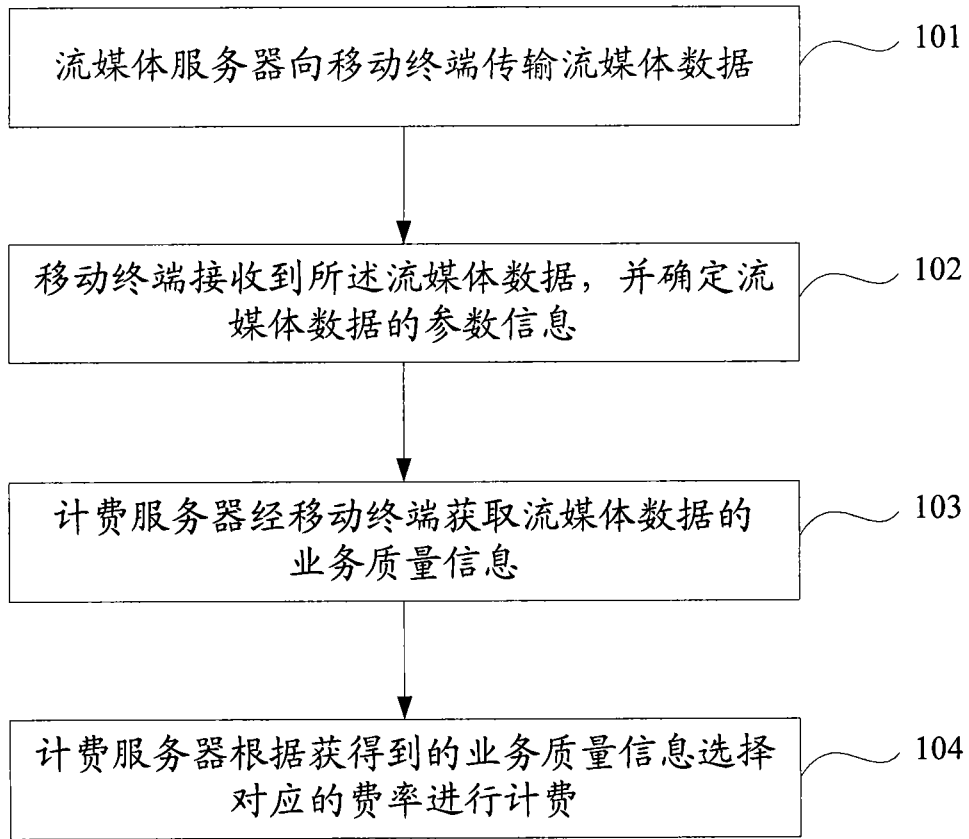 流媒体服务器向移动终端传输流媒体数据
101
移动终端接收到所述流媒体数据，并确定流
媒体数据的参数信息
102
计费服务器经移动终端获取流媒体数据的
业务质量信息
103
计费服务器根据获得到的业务质量信息选择
对应的费率进行计费
104